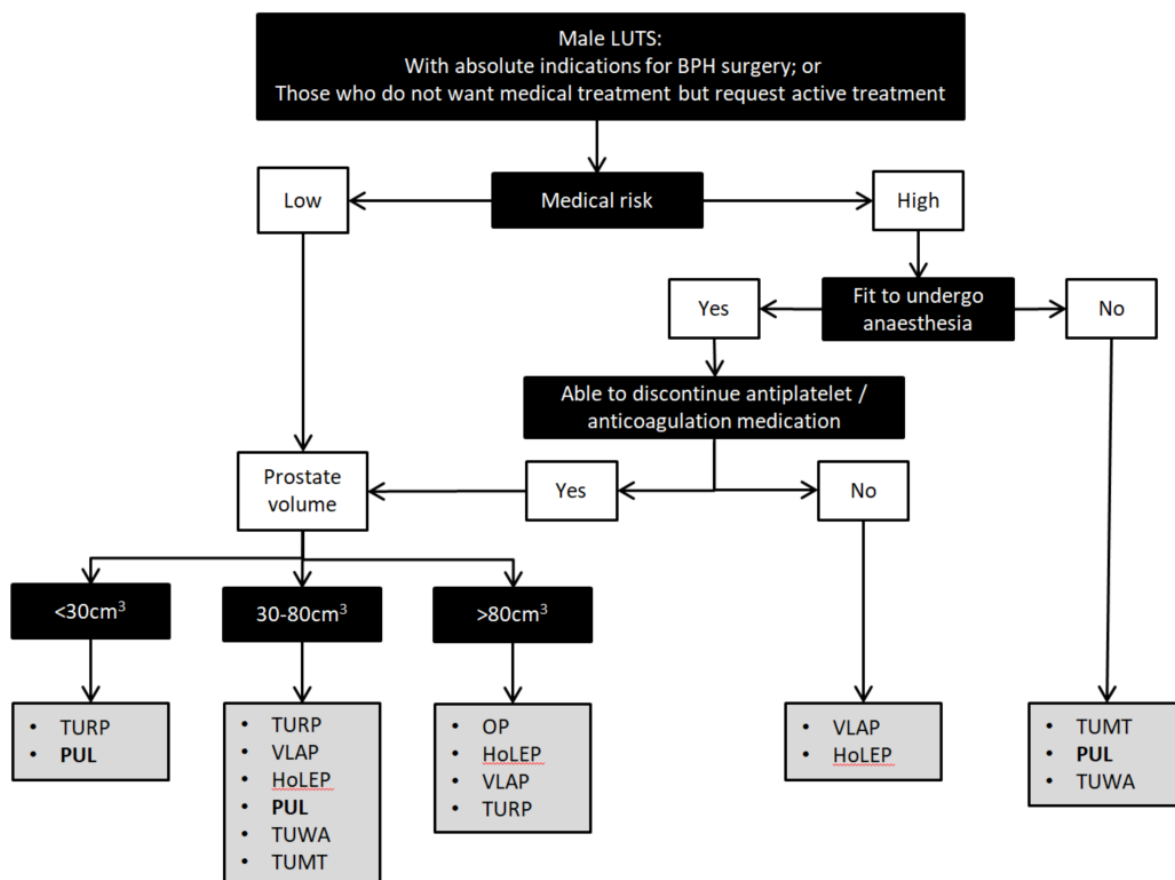 Male LUTS:
With absolute indications for BPH surgery; or
Those who do not want medical treatment but request active treatment
Low
Medical risk
High
Yes
Fit to undergo
anaesthesia
No
Able to discontinue antiplatelet /
anticoagulation medication
Prostate
volume
Yes
No
<30cm³
30-80cm³
>80cm³
• TURP
• PUL
• TURP
• VLAP
• HoLEP
• PUL
• TUWA
• TUMT
• OP
• HoLEP
• VLAP
• TURP
• VLAP
• HoLEP
• TUMT
• PUL
• TUWA